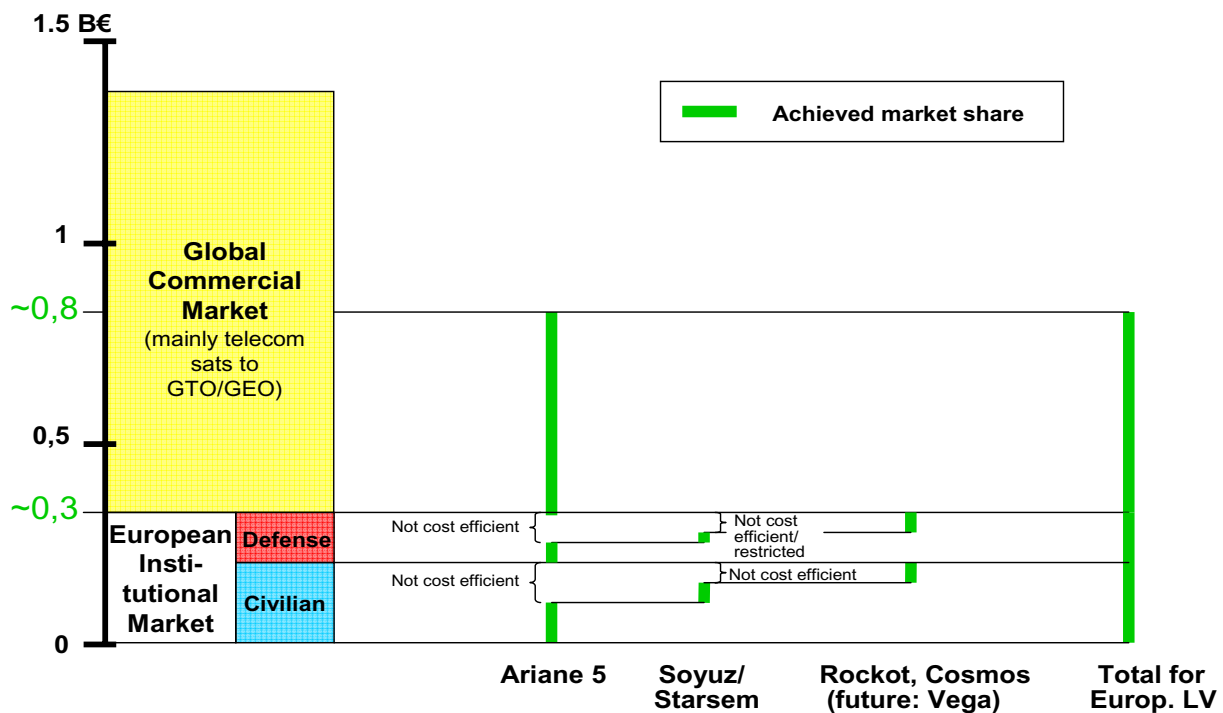 1.5 B€
Achieved market share
1
Global
Commercial
Market
(mainly telecom
sats to
GTO/GEO)
~0,8
0,5
~0,3
European
Insti-
tutional
Market
Defense
Civilian
Not cost efficient
Not cost
efficient/
restricted
Not cost efficient
Not cost efficient
0
Ariane 5
Soyuz/
Starsem
Rockot, Cosmos
(future: Vega)
Total for
Europ. LV